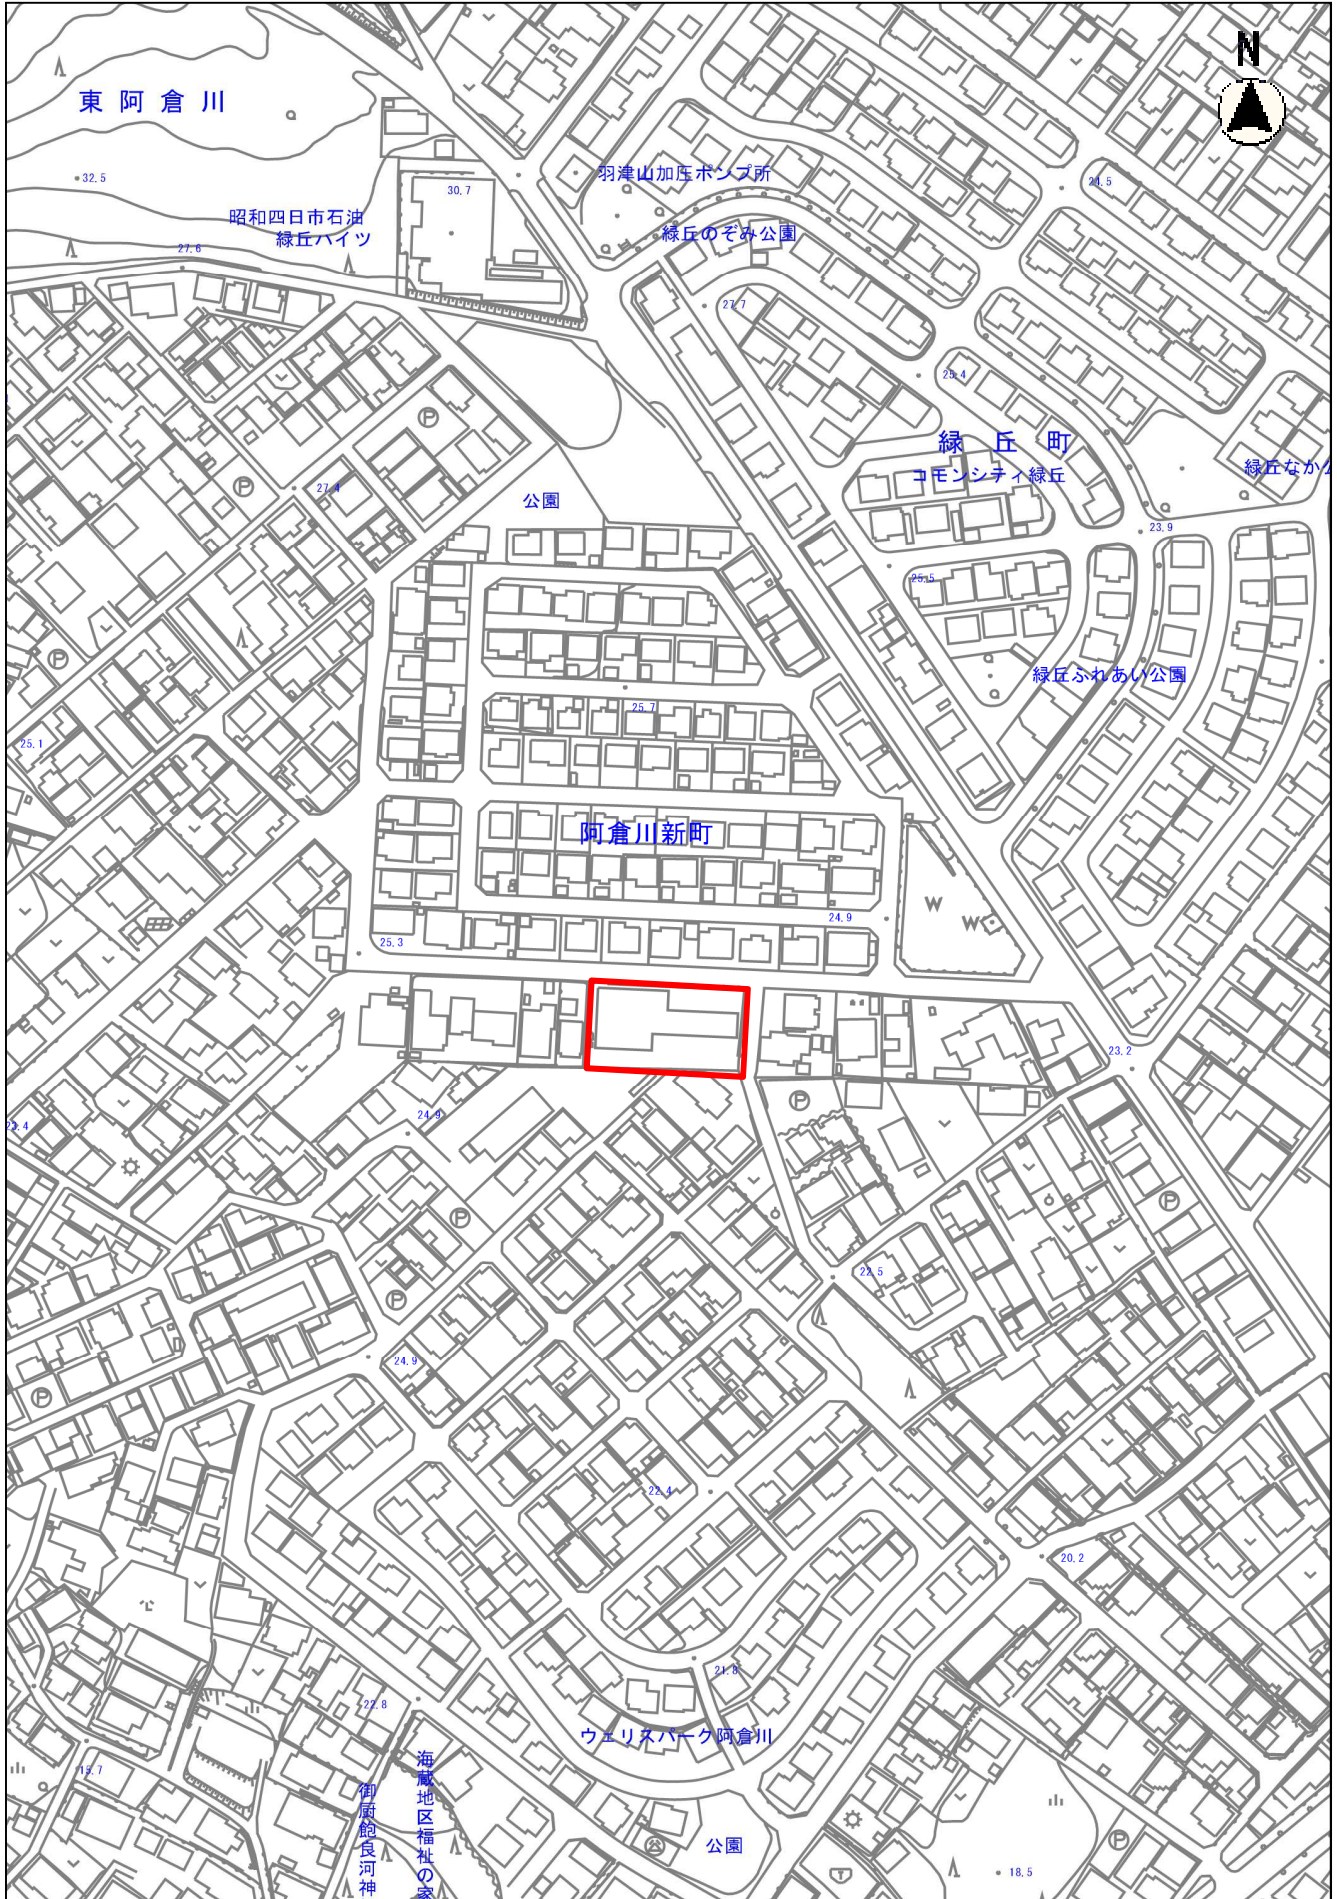 N
東阿倉川
32.5
30.7
羽津山加圧ポンプ所
24.5
昭和四日市石油
緑丘ハイツ
緑丘のぞみ公園
27.6
27.7
25.4
P
緑丘町
コモンシティ緑丘
緑丘なか
P
27.4
公園
23.9
25.5
P
緑丘ふれあい公園
25.7
25.1
阿倉川新町
24.9
W
W
25.3
23.2
P
24.9
P
P
22.5
P
24.9
P
22.4
20.2
21.8
22.8
ウェリスパーク阿倉川
15.7
海蔵地区福祉の家
御厨飽良河神
公園
P
18.5